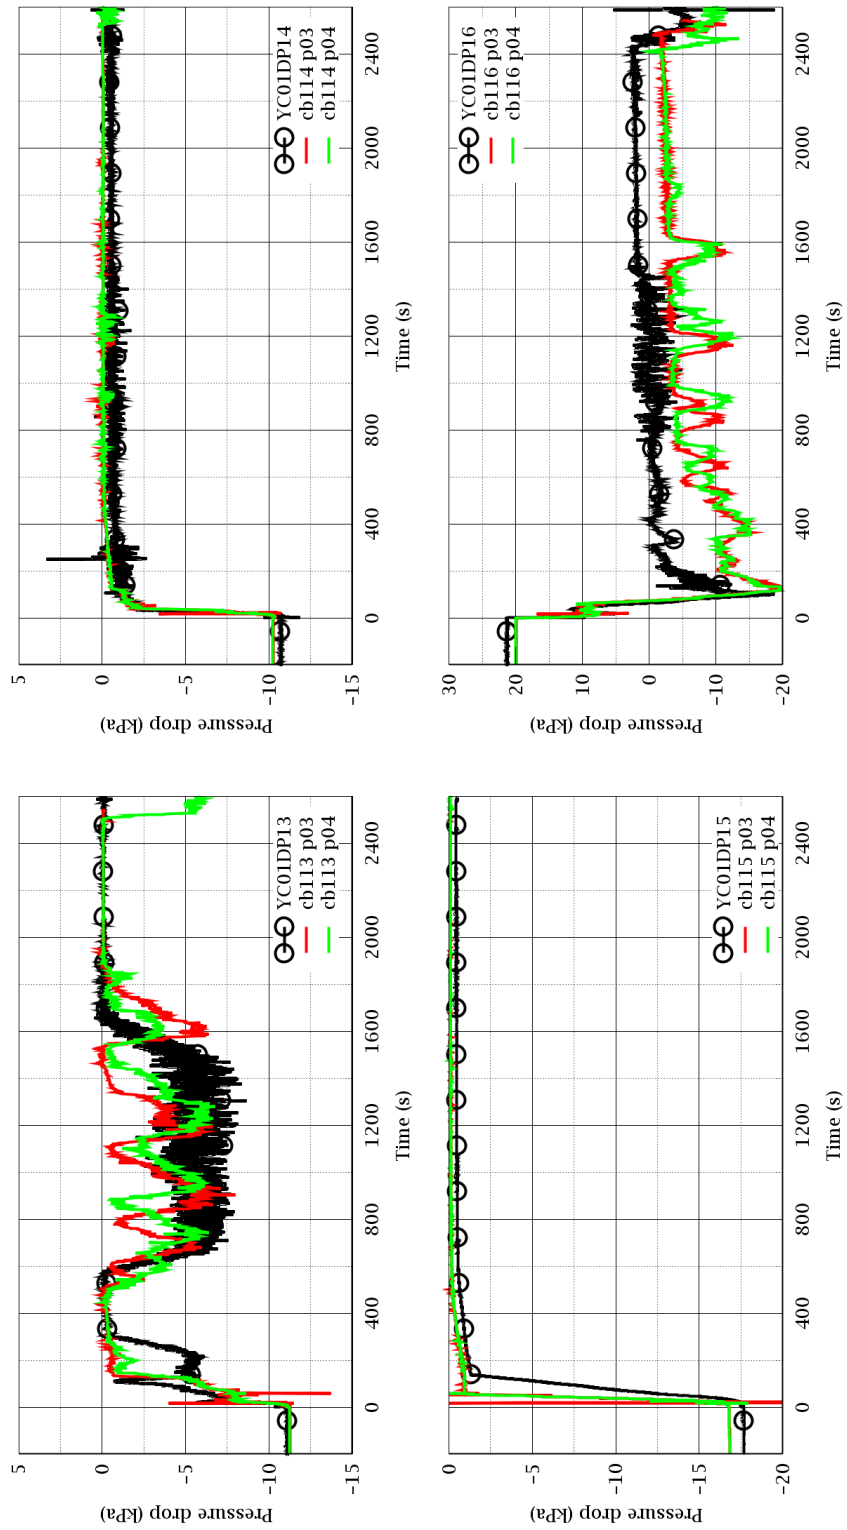 Pressure drop (kPa)
5
0
-5
-10
-15
YC01DP13
cb113 p03
cb113 p04
0 400 800 1200 1600 2000 2400
Time (s)
Pressure drop (kPa)
5
0
-5
-10
-15
YC01DP14
cb114 p03
cb114 p04
0 400 800 1200 1600 2000 2400
Time (s)
Pressure drop (kPa)
0
-5
-10
-15
-20
YC01DP15
cb115 p03
cb115 p04
0 400 800 1200 1600 2000 2400
Time (s)
Pressure drop (kPa)
30
20
10
0
-10
-20
YC01DP16
cb116 p03
cb116 p04
0 400 800 1200 1600 2000 2400
Time (s)